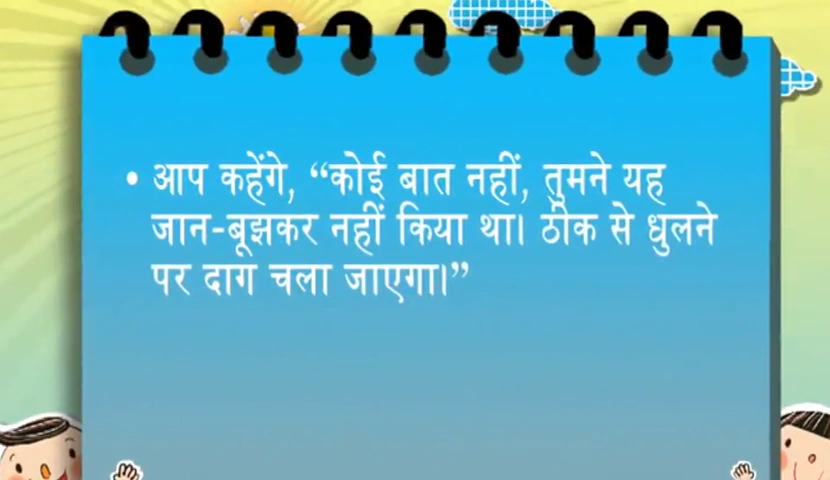 • आप कहेंगे, “कोई बात नहीं, तुमने यह
जान-बूझकर नहीं किया था। ठीक से धुलने
पर दाग चला जाएगा।”